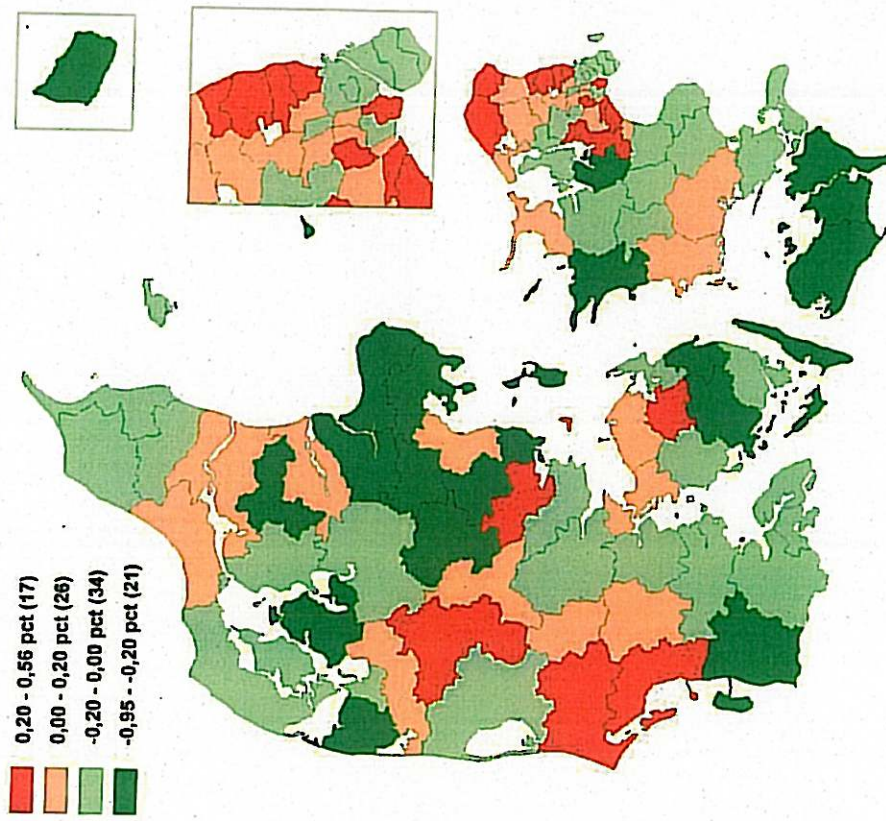 0,20 - 0,56 pct (17)
0,00 - 0,20 pct (26)
-0,20 - 0,00 pct (34)
-0,95 - -0,20 pct (21)